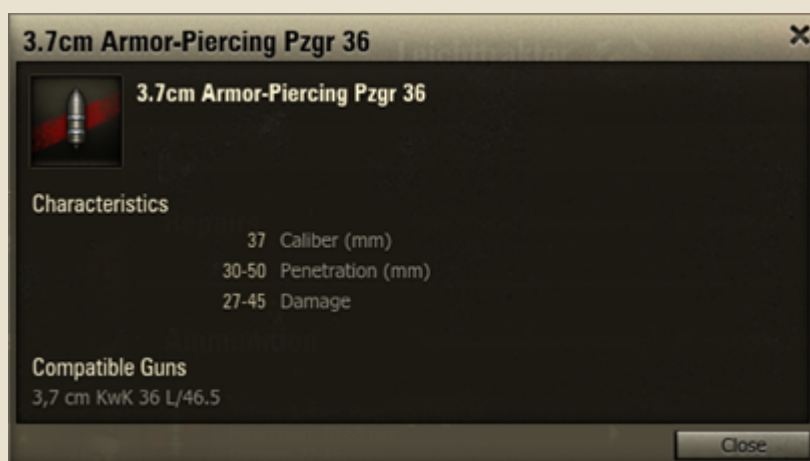 3.7cm Armor-Piercing Pzgr 36
3.7cm Armor-Piercing Pzgr 36
Characteristics
37 Caliber (mm)
30-50 Penetration (mm)
27-45 Damage
Compatible Guns
3,7 cm KwK 36 L/46.5
Close